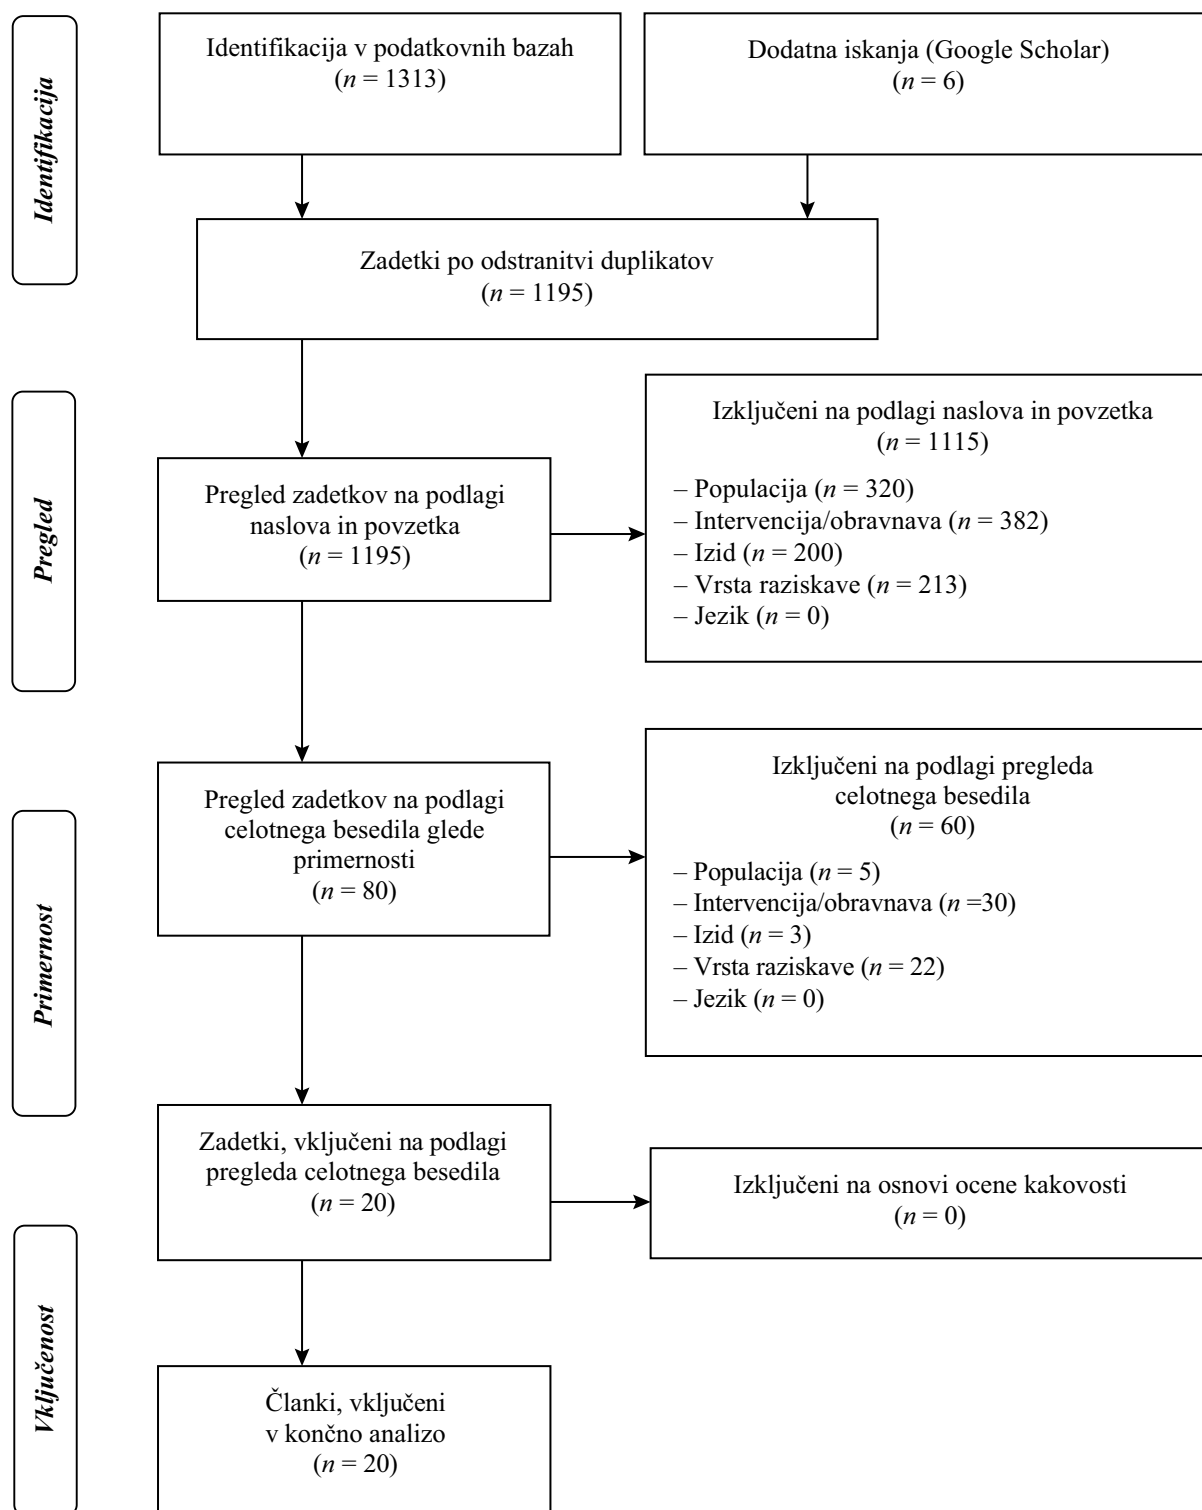 Identifikacija
Identifikacija v podatkovnih bazah
(n = 1313)
Dodatna iskanja (Google Scholar)
(n = 6)
Zadetki po odstranitvi duplikatov
(n = 1195)
Pregled
Pregled zadetkov na podlagi
naslova in povzetka
(n = 1195)
Izključeni na podlagi naslova in povzetka
(n = 1115)
– Populacija (n = 320)
– Intervencija/obravnava (n = 382)
– Izid (n = 200)
– Vrsta raziskave (n = 213)
– Jezik (n = 0)
Primernost
Pregled zadetkov na podlagi
celotnega besedila glede
primernosti
(n = 80)
Izključeni na podlagi pregleda
celotnega besedila
(n = 60)
– Populacija (n = 5)
– Intervencija/obravnava (n =30)
– Izid (n = 3)
– Vrsta raziskave (n = 22)
– Jezik (n = 0)
Zadetki, vključeni na podlagi
pregleda celotnega besedila
(n = 20)
Izključeni na osnovi ocene kakovosti
(n = 0)
Vključenost
Članki, vključeni
v končno analizo
(n = 20)